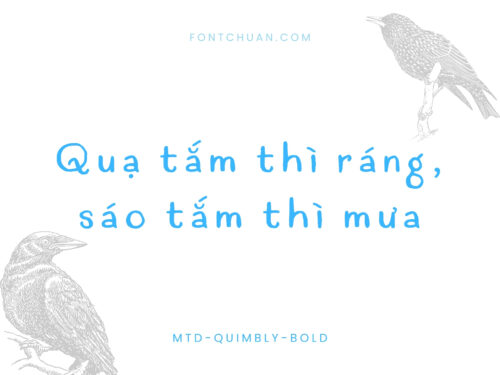 FONTCHUAN.COM
Quạ tắm thì ráng,
sáo tắm thì mưa
MTD-QUIMBLY-BOLD